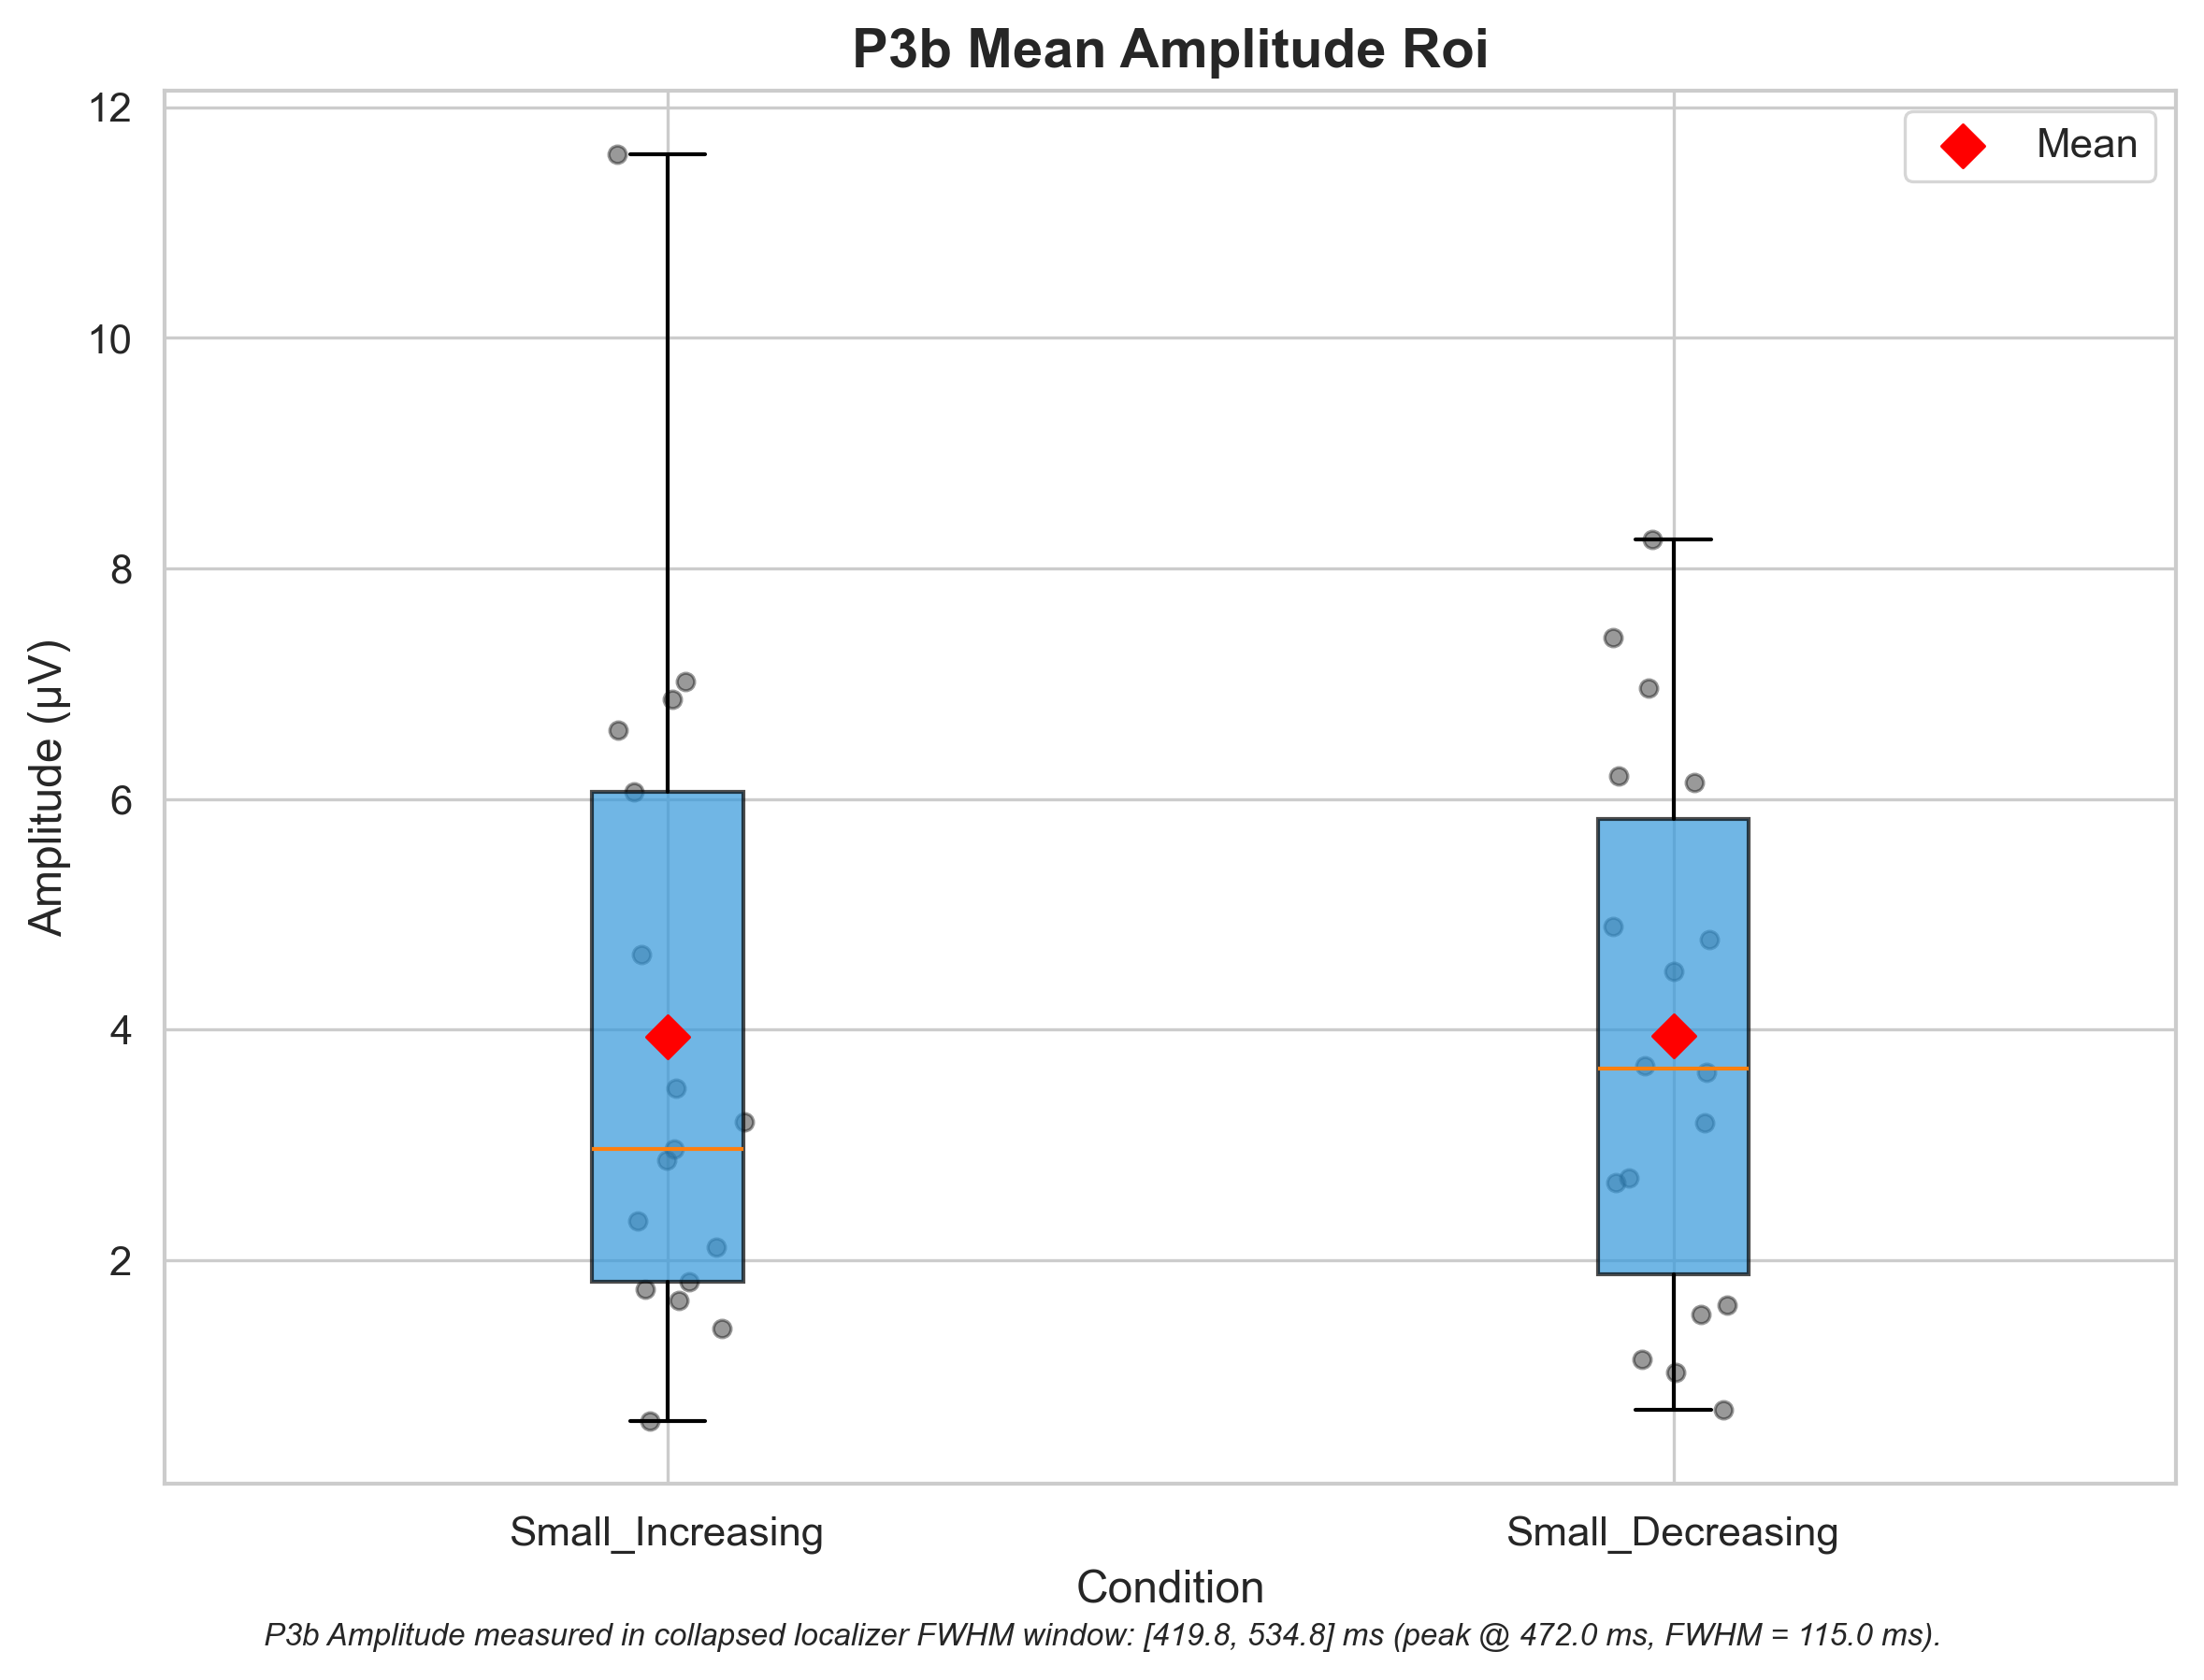 P3b Mean Amplitude Roi
Mean
12
10
8
6
4
2
Amplitude (µV)
Small_Increasing
Small_Decreasing
Condition
P3b Amplitude measured in collapsed localizer FWHM window: [419.8, 534.8] ms (peak @ 472.0 ms, FWHM = 115.0 ms).